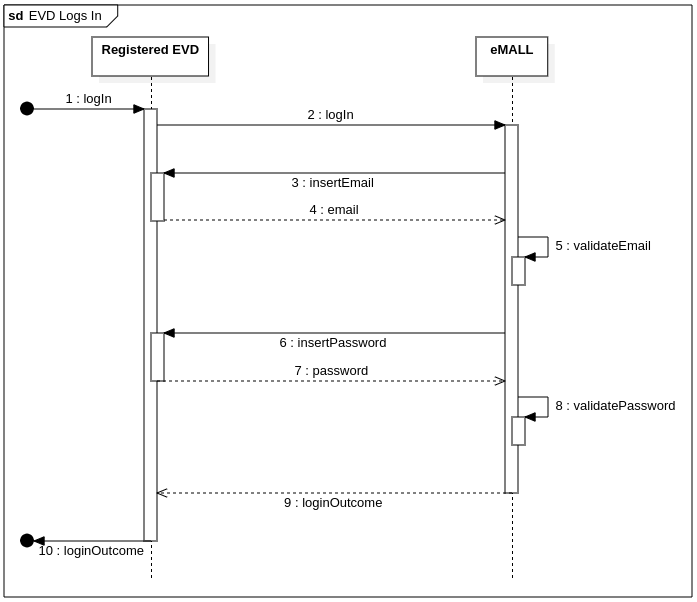 sd EVD Logs In
Registered EVD
eMALL
1 : logIn
2 : logIn
3 : insertEmail
4 : email
5 : validateEmail
6 : insertPassword
7 : password
8 : validatePassword
9 : loginOutcome
10 : loginOutcome